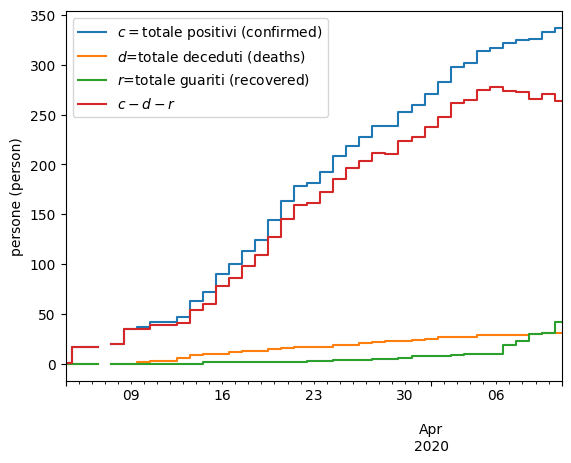 350
300
250
200
150
100
50
0
persone (person)
c = totale positivi (confirmed)
d=totale deceduti (deaths)
r=totale guariti (recovered)
c − d − r
09
16
23
30
06
Apr
2020